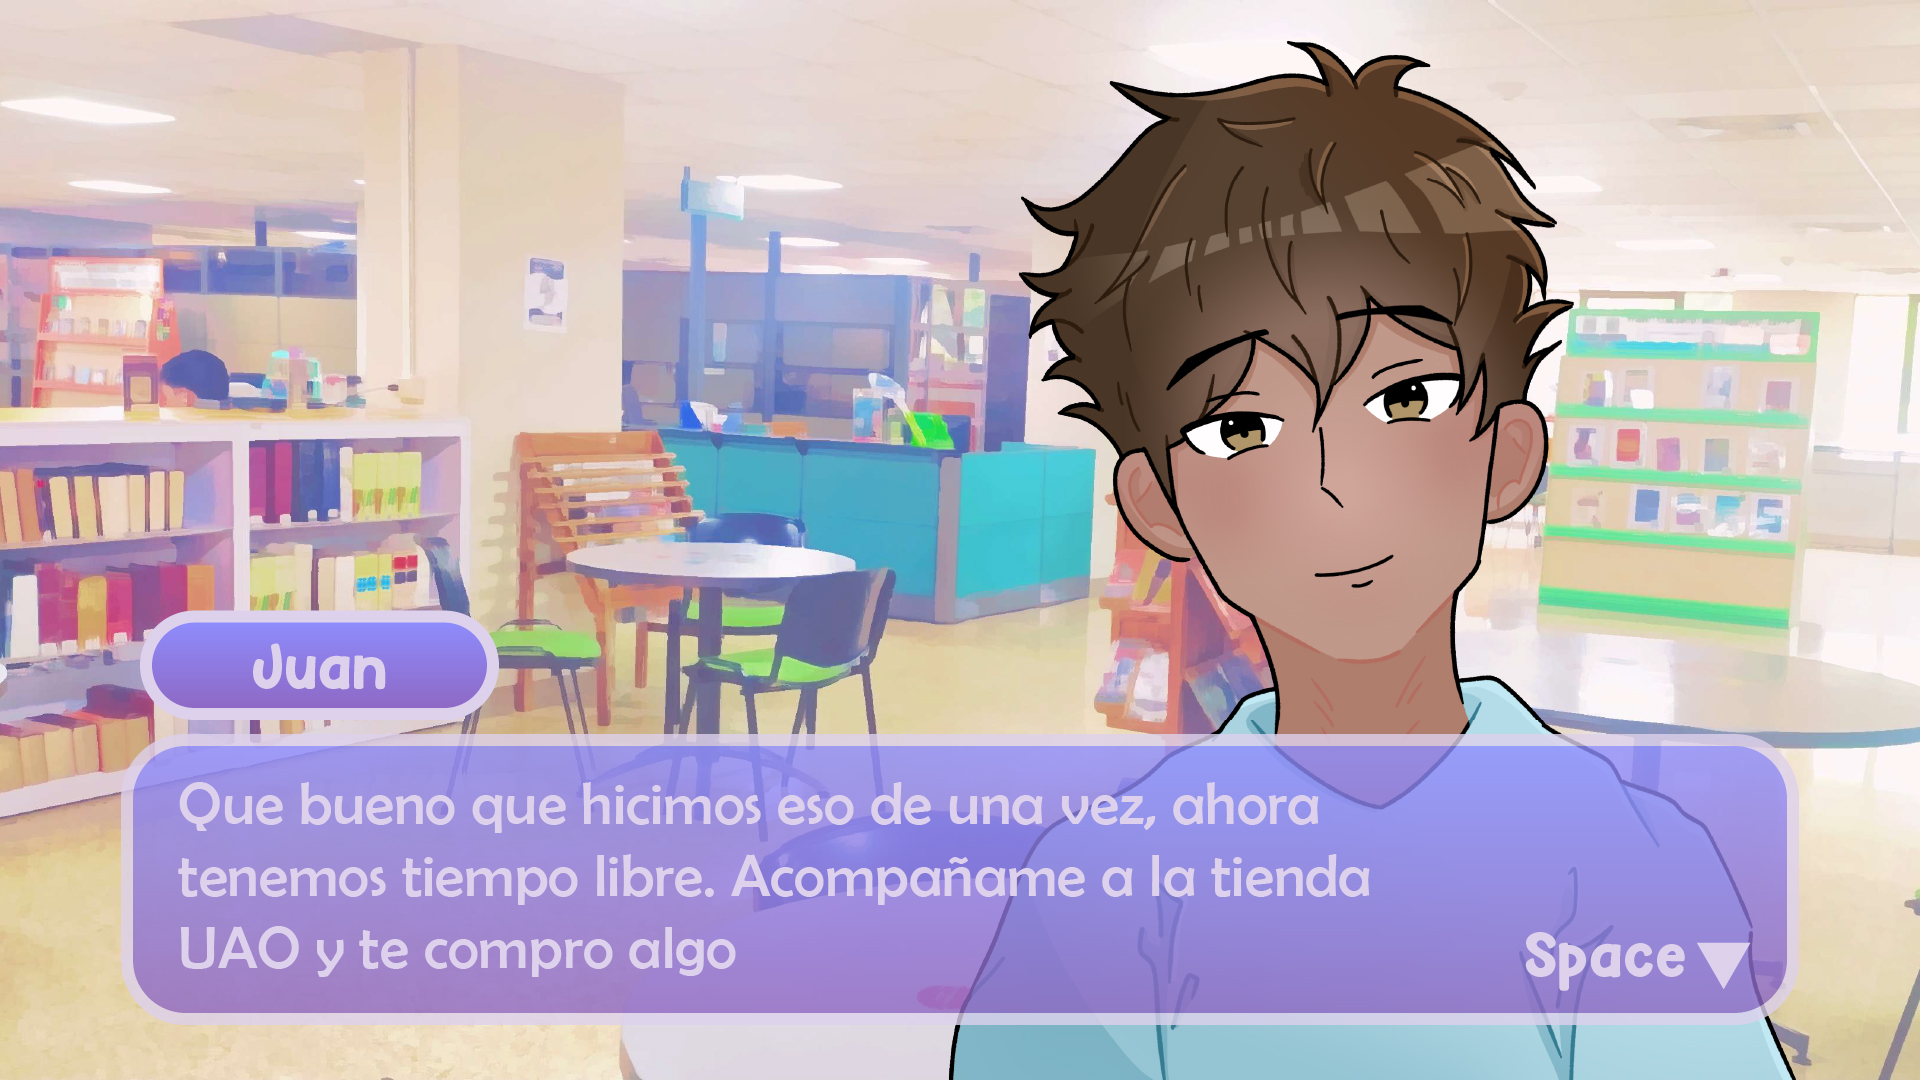 Juan
Que bueno que hicimos eso de una vez, ahora
tenemos tiempo libre. Acompañame a la tienda
UAO y te compro algo
Space